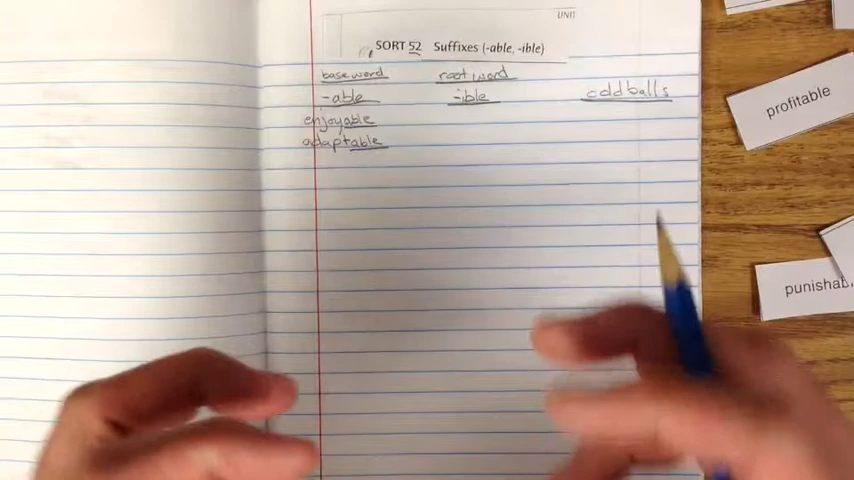 UNIT
SORT 52 Suffixes (-able, -ible)
base word root word
-able -ible oddballs
enjoyable
adaptable
profitable
punishab